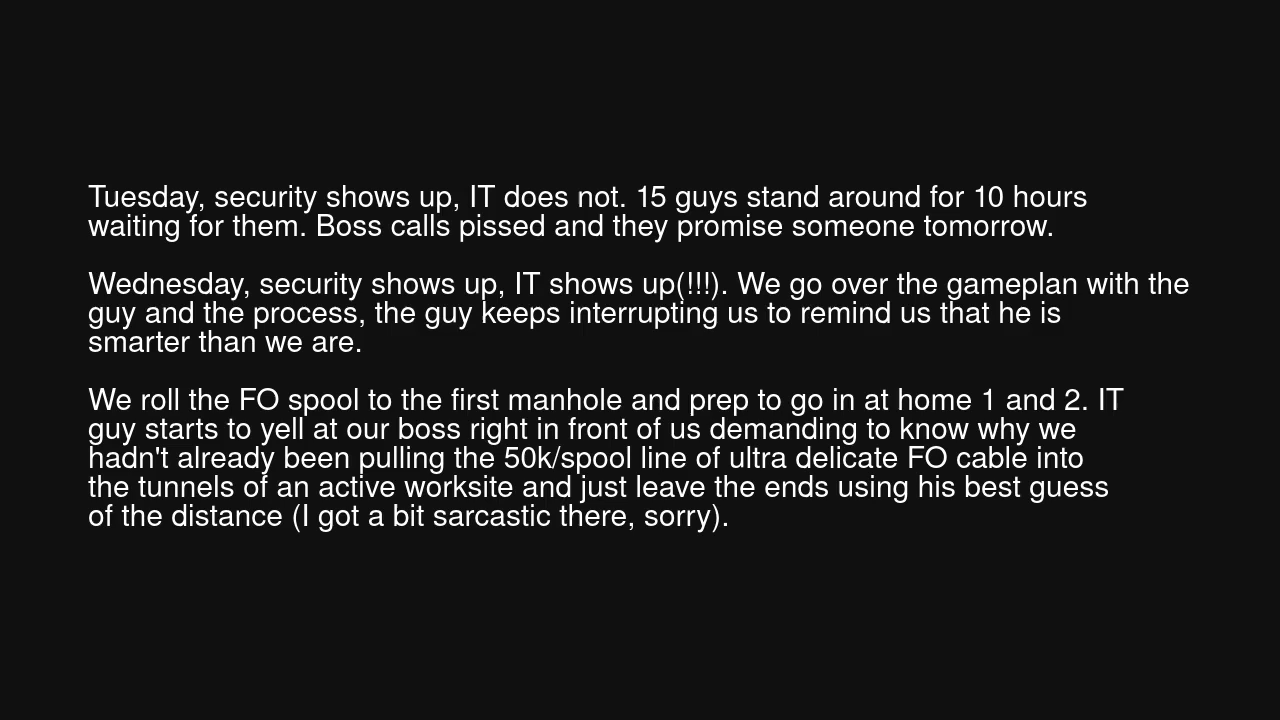 Tuesday, security shows up, IT does not. 15 guys stand around for 10 hours
waiting for them. Boss calls pissed and they promise someone tomorrow.
Wednesday, security shows up, IT shows up(!!!). We go over the gameplan with the
guy and the process, the guy keeps interrupting us to remind us that he is
smarter than we are.
We roll the FO spool to the first manhole and prep to go in at home 1 and 2. IT
guy starts to yell at our boss right in front of us demanding to know why we
hadn't already been pulling the 50k/spool line of ultra delicate FO cable into
the tunnels of an active worksite and just leave the ends using his best guess
of the distance (I got a bit sarcastic there, sorry).